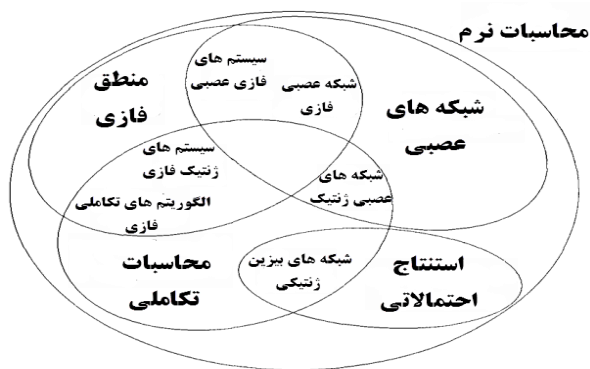 محاسبات نرم
منطق
فازی
سیستم های
فازی عصبی
شبکه عصبی
فازی
شبکه های
عصبی
سیستم های
ژنتیک فازی
شبکه های
عصبی ژنتیک
الگوریتم های تکاملی
فازی
محاسبات
تکاملی
شبکه های بیزین
ژنتیکی
استنتاج
احتمالاتی